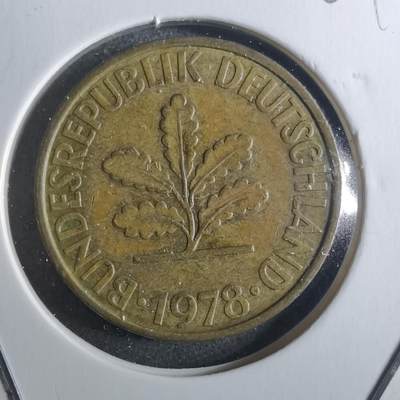 BUNDESREPUBLIK DEUTSCHLAND
· 1978 ·